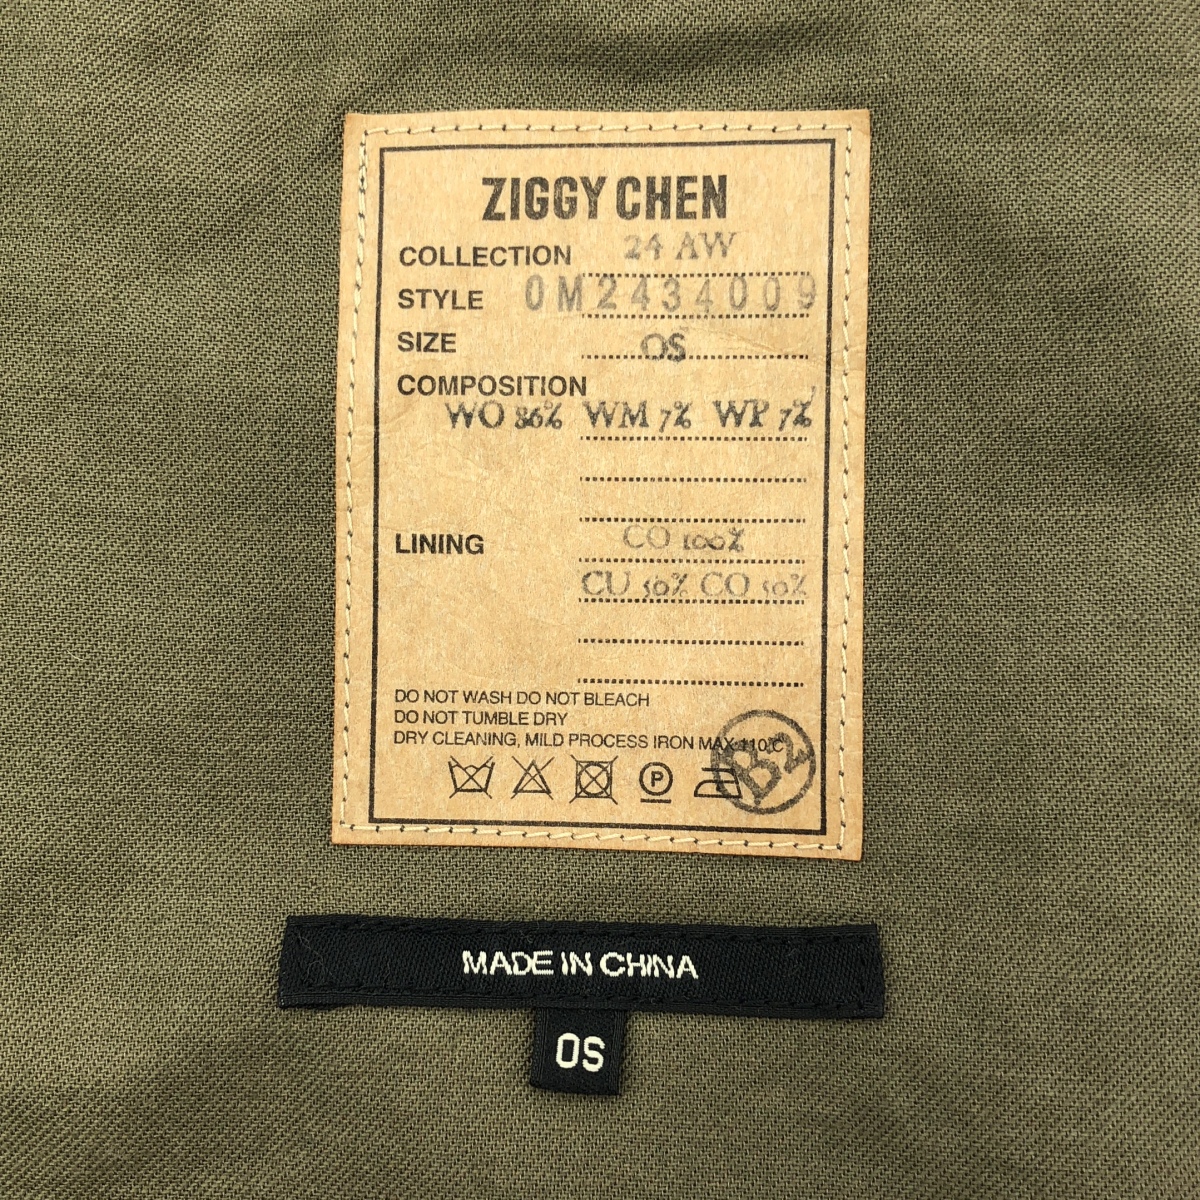 ZIGGY CHEN
COLLECTION 24 AW
STYLE 0M2434009
SIZE OS
COMPOSITION
WO 86% WM 7% WP 7%
LINING CO 100%
CU 50% CO 50%
DO NOT WASH DO NOT BLEACH
DO NOT TUMBLE DRY
DRY CLEANING, MILD PROCESS IRON MAX 110.C
P
B2
MADE IN CHINA
OS